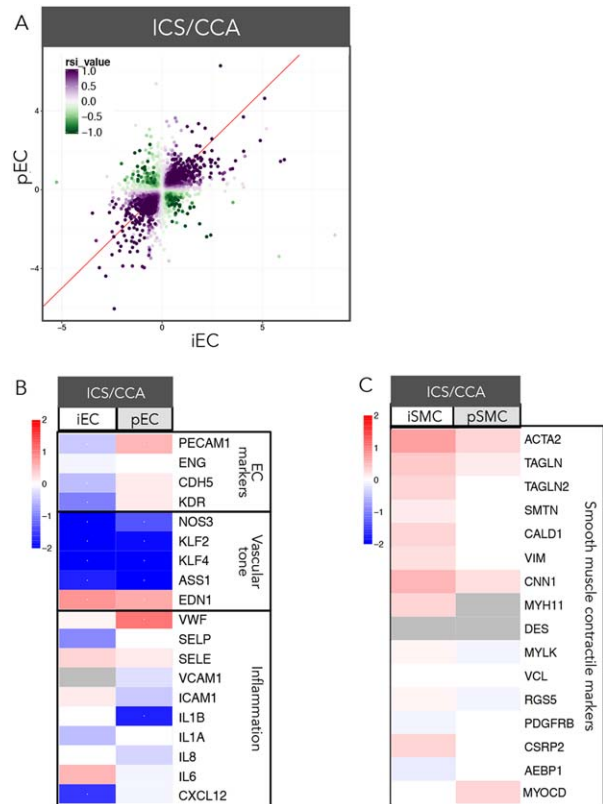 A
ICS/CCA
rsi_value
1.0
0.5
0.0
−0.5
−1.0
pEC
4
0
−4
−5
0
5
iEC
B
ICS/CCA
iEC pEC
2
1
0
−1
−2
PECAM1
ENG
CDH5
KDR
NOS3
KLF2
KLF4
ASS1
EDN1
VWF
SELP
SELE
VCAM1
ICAM1
IL1B
IL1A
IL8
IL6
CXCL12
EC markers
Vascular tone
Inflammation
C
ICS/CCA
iSMC pSMC
2
1
0
−1
−2
ACTA2
TAGLN
TAGLN2
SMTN
CALD1
VIM
CNN1
MYH11
DES
MYLK
VCL
RGS5
PDGFRB
CSRP2
AEBP1
MYOCD
Smooth muscle contractile markers